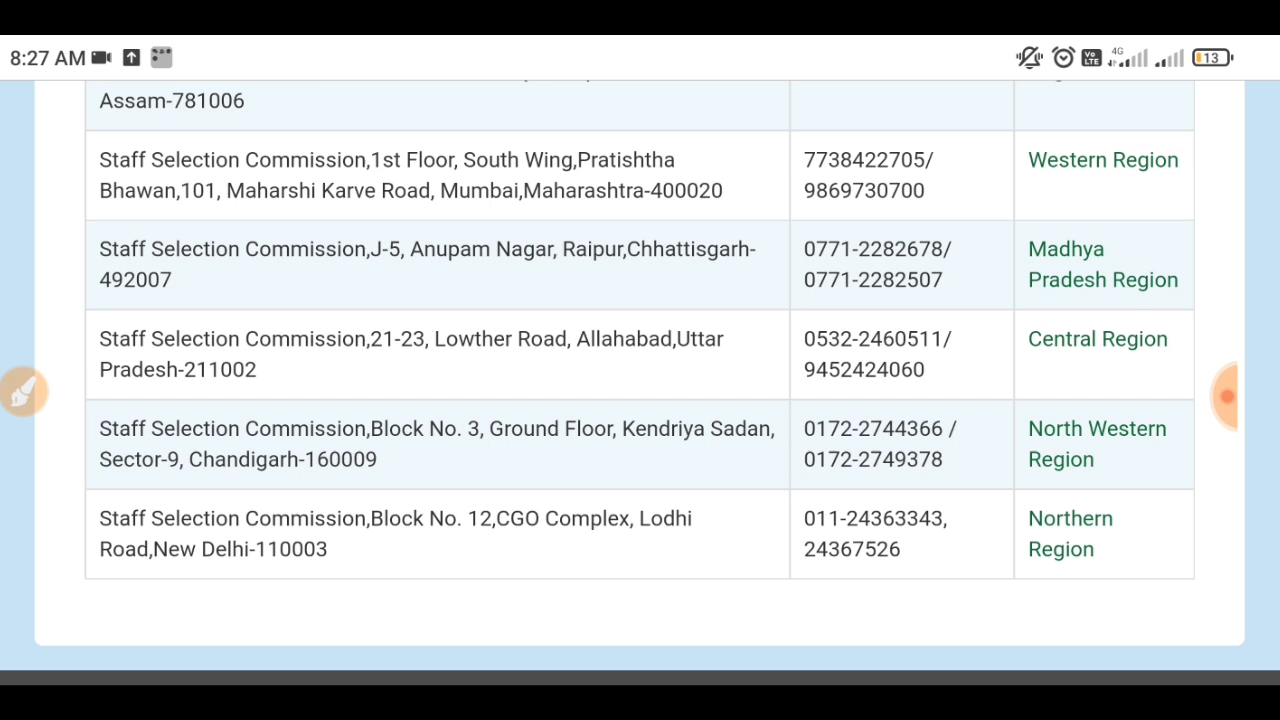 8:27 AM
4G
Vo
LTE
13
Assam-781006
Staff Selection Commission,1st Floor, South Wing,Pratishtha
Bhawan,101, Maharshi Karve Road, Mumbai,Maharashtra-400020
7738422705/
9869730700
Western Region
Staff Selection Commission,J-5, Anupam Nagar, Raipur,Chhattisgarh-
492007
0771-2282678/
0771-2282507
Madhya
Pradesh Region
Staff Selection Commission,21-23, Lowther Road, Allahabad,Uttar
Pradesh-211002
0532-2460511/
9452424060
Central Region
Staff Selection Commission,Block No. 3, Ground Floor, Kendriya Sadan,
Sector-9, Chandigarh-160009
0172-2744366 /
0172-2749378
North Western
Region
Staff Selection Commission,Block No. 12,CGO Complex, Lodhi
Road,New Delhi-110003
011-24363343,
24367526
Northern
Region